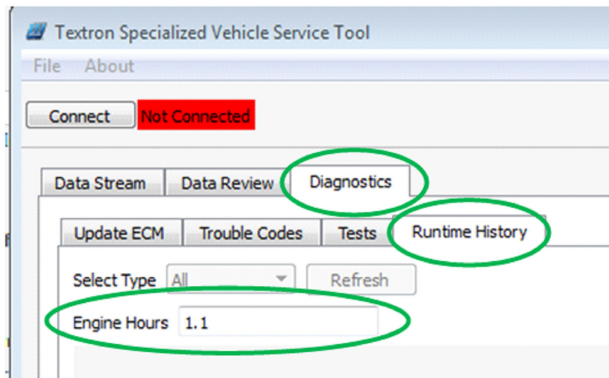 Textron Specialized Vehicle Service Tool
File About
Connect Not Connected
Data Stream Data Review Diagnostics
Update ECM Trouble Codes Tests Runtime History
Select Type All Refresh
Engine Hours 1.1